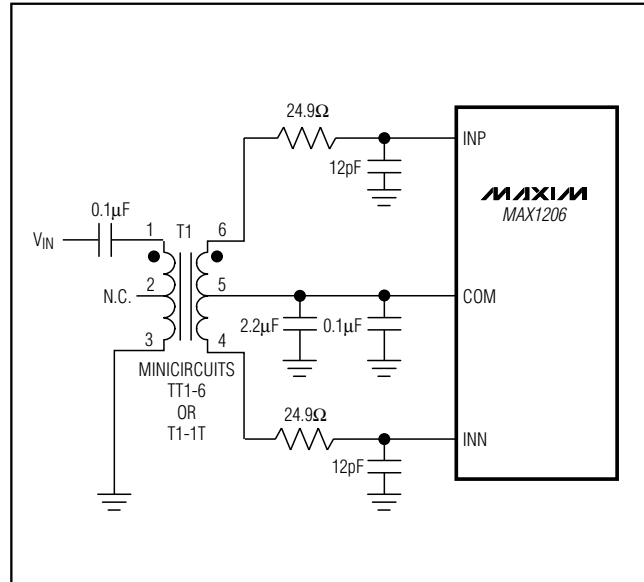 24.9Ω
INP
12pF
MAXIM
MAX1206
0.1µF
1
T1
6
VIN
2
5
N.C.
COM
2.2µF
0.1µF
3
4
MINICIRCUITS
TT1-6
OR
T1-1T
24.9Ω
INN
12pF